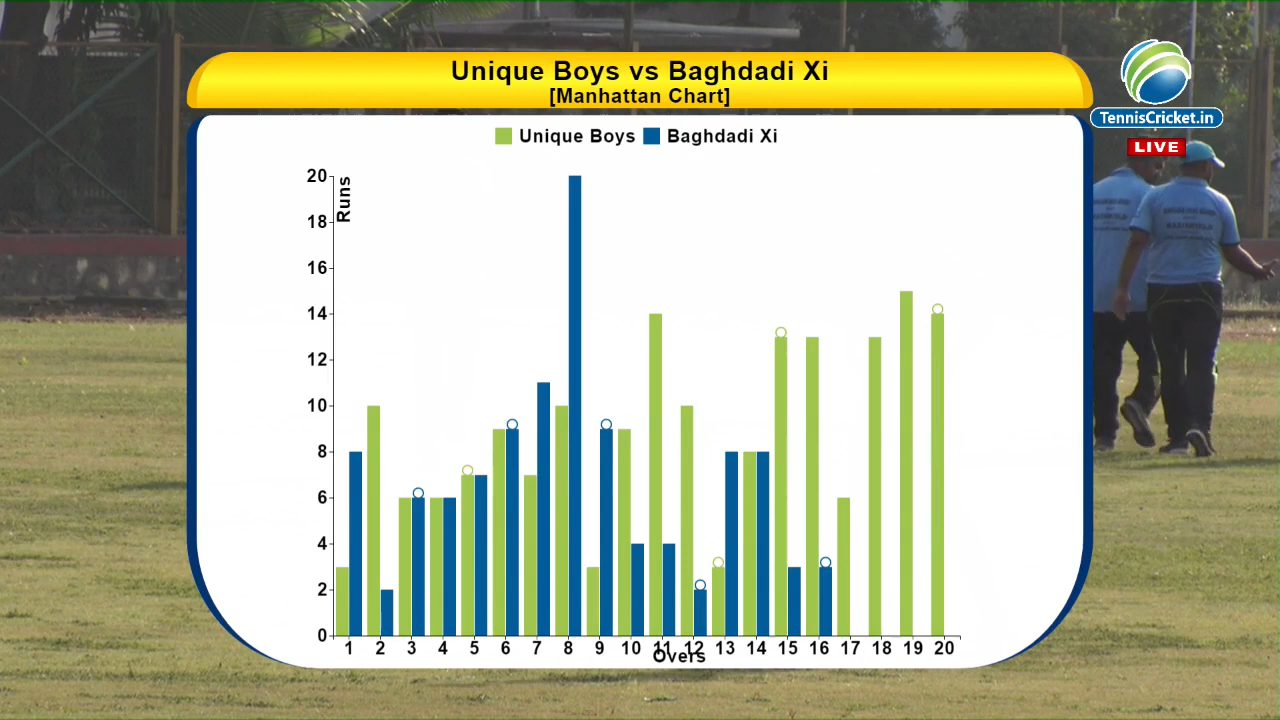 Unique Boys vs Baghdadi Xi
[Manhattan Chart]
TennisCricket.in
LIVE
Unique Boys Baghdadi Xi
Runs
20
18
16
14
12
10
8
6
4
2
0
1 2 3 4 5 6 7 8 9 10 11 12 13 14 15 16 17 18 19 20
Overs